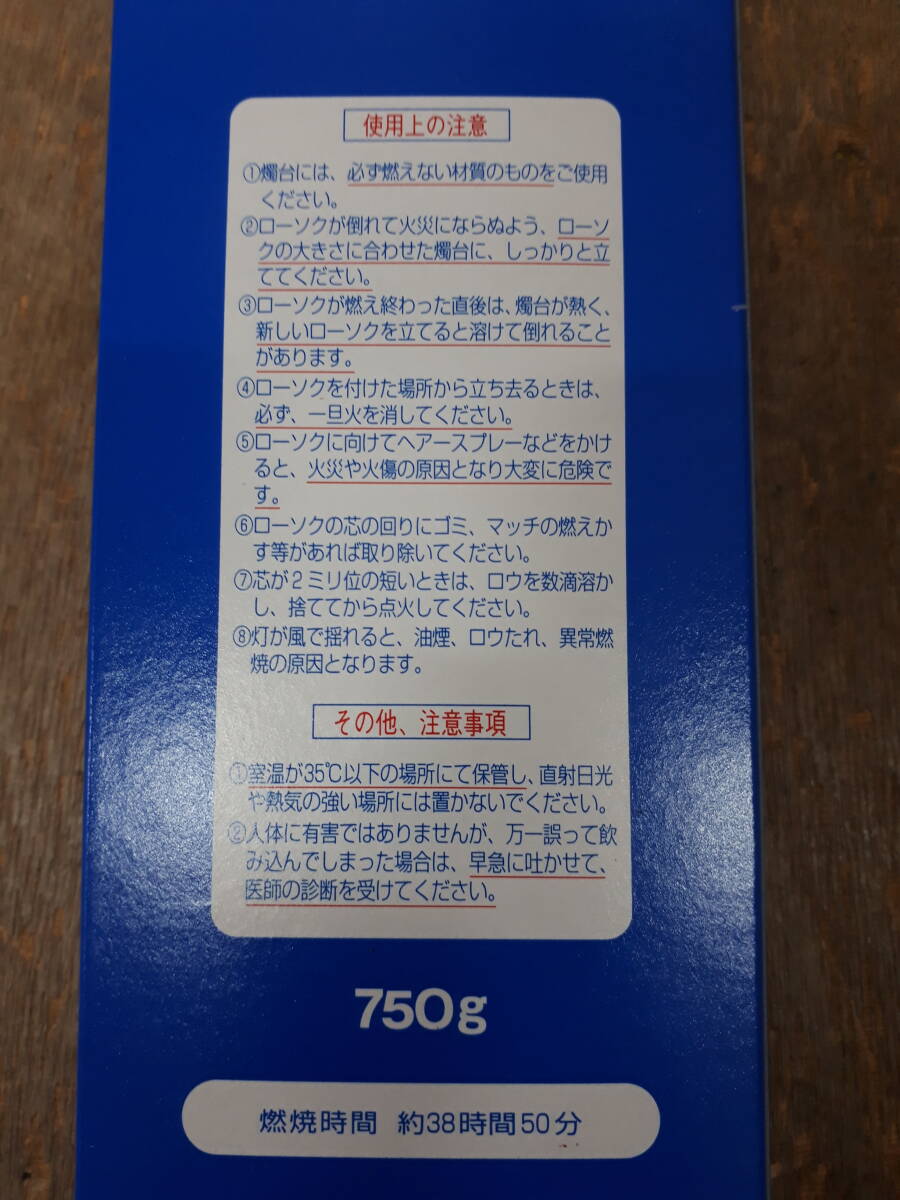 使用上の注意
①燭台には、必ず燃えない材質のものをご使用
ください。
②ローソクが倒れて火災にならぬよう、ローソ
クの大きさに合わせた燭台に、しっかりと立
ててください。
③ローソクが燃え終わった直後は、燭台が熱く、
新しいローソクを立てると溶けて倒れること
があります。
④ローソクを付けた場所から立ち去るときは、
必ず、一旦火を消してください。
⑤ローソクに向けてヘアースプレーなどをかけ
ると、火災や火傷の原因となり大変に危険で
す。
⑥ローソクの芯の回りにゴミ、マッチの燃えか
す等があれば取り除いてください。
⑦芯が2ミリ位の短いときは、ロウを数滴溶か
し、捨ててから点火してください。
⑧灯が風で揺れると、油煙、ロウたれ、異常燃
焼の原因となります。
その他、注意事項
①室温が35℃以下の場所にて保管し、直射日光
や熱気の強い場所には置かないでください。
②人体に有害ではありませんが、万一誤って飲
み込んでしまった場合は、早急に吐かせて、
医師の診断を受けてください。
750g
燃焼時間 約38時間50分